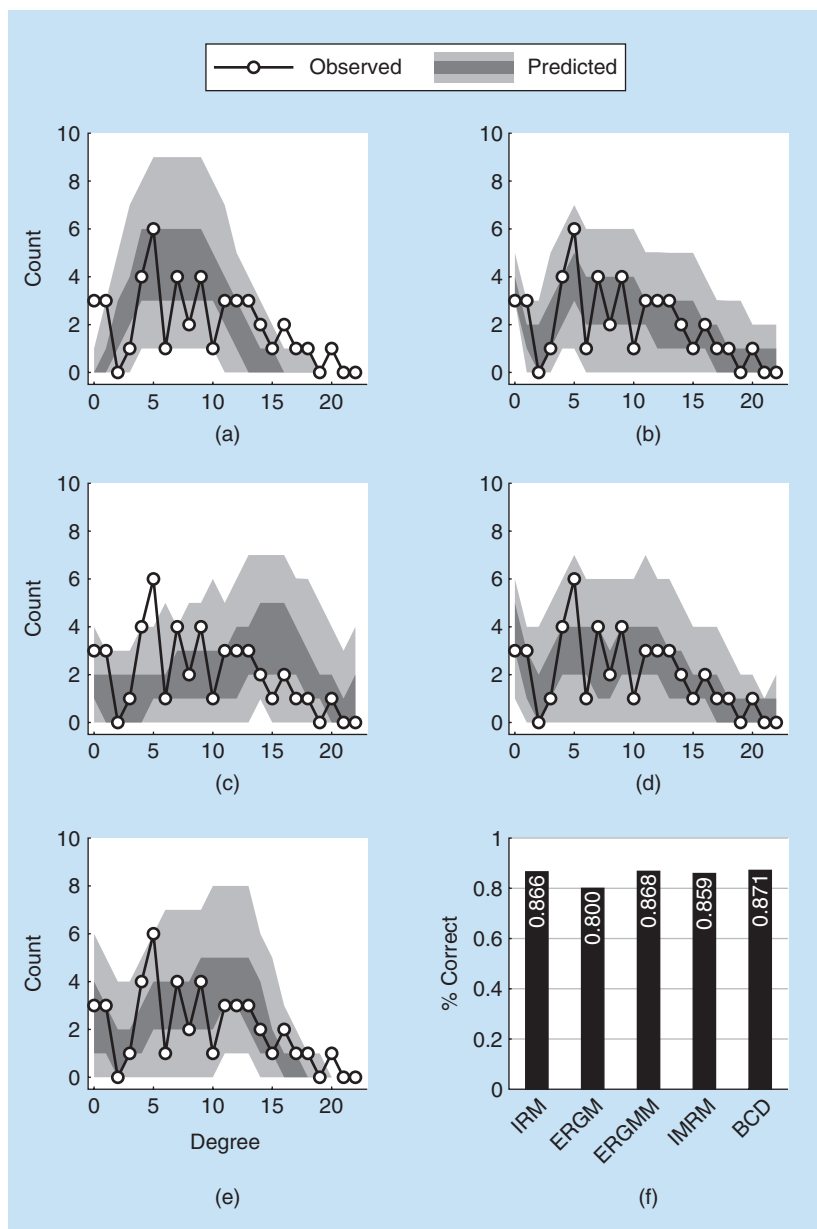 Observed Predicted
10 10
8 8
6 6
Count
4 4
2 2
0 0
0 5 10 15 20 0 5 10 15 20
(a) (b)
10 10
8 8
6 6
Count
4 4
2 2
0 0
0 5 10 15 20 0 5 10 15 20
(c) (d)
10 1
8 0.8
6 0.6
Count % Correct
4 0.4
2 0.2
0 0
0.866 0.800 0.868 0.859 0.871
0 5 10 15 20
IRM ERGM ERGMM IMRM BCD
Degree
(e) (f)